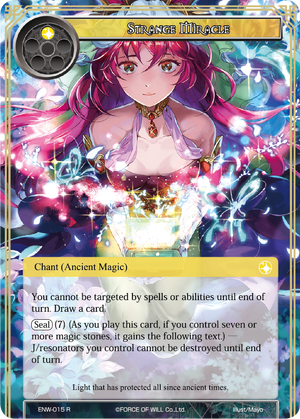 Strange Miracle
Chant (Ancient Magic)
You cannot be targeted by spells or abilities until end of
turn. Draw a card.
Seal (7) (As you play this card, if you control seven or
more magic stones, it gains the following text.) —
J/resonators you control cannot be destroyed until end
of turn.
Light that has protected all since ancient times.
ENW-015 R ©FORCE OF WILL Co.,Ltd. illust/Mayo